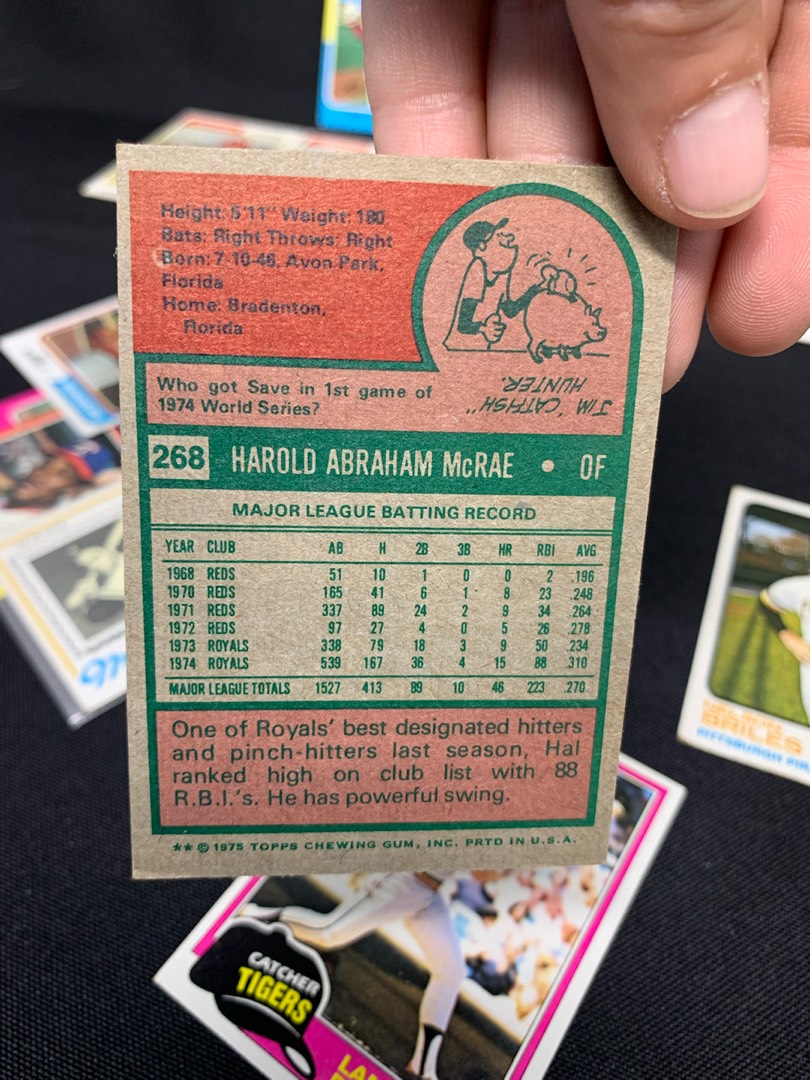 Height: 5'11" Weight: 180
Bats: Right Throws: Right
Born: 7-10-46, Avon Park,
Florida
Home: Bradenton,
Florida
Who got Save in 1st game of
1974 World Series?
JIM "CATFISH"
HUNTER.
268 HAROLD ABRAHAM McRAE • OF
MAJOR LEAGUE BATTING RECORD
YEAR CLUB AB H 2B 3B HR RBI AVG
1968 REDS 51 10 1 0 0 2 .196
1970 REDS 165 41 6 1 8 23 .248
1971 REDS 337 89 24 2 9 34 .264
1972 REDS 97 27 4 0 5 26 .278
1973 ROYALS 338 79 18 3 9 50 .234
1974 ROYALS 539 167 36 4 15 88 .310
MAJOR LEAGUE TOTALS 1527 413 89 10 46 223 .270
One of Royals' best designated hitters
and pinch-hitters last season, Hal
ranked high on club list with 88
R.B.I.'s. He has powerful swing.
** © 1975 TOPPS CHEWING GUM, INC. PRTD IN U.S.A.
BRILES
PITTSBURGH
CATCHER
TIGERS